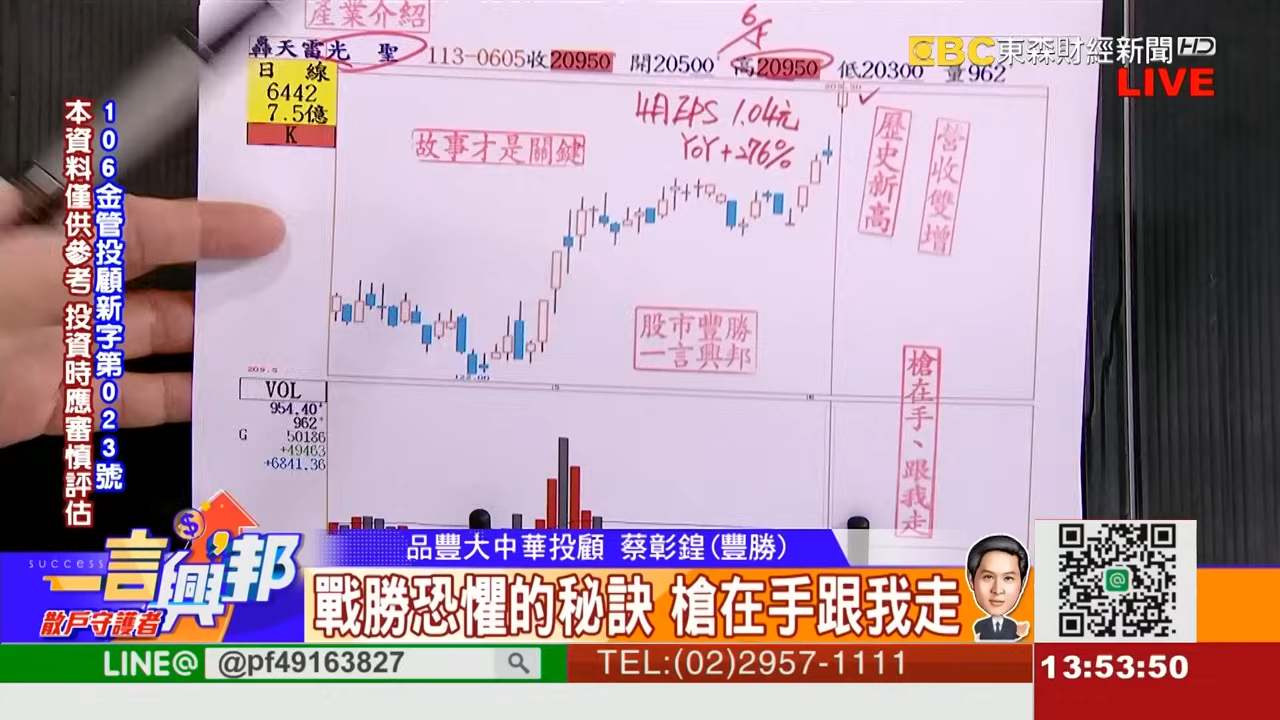 產業介紹
轟天雷光 聖
113-0605收20950 開20500 高20950 低20300 量962
6/5
EBC東森財經新聞HD
LIVE
日 線
6442
7.5億
K
4月EPS 1.04元
YoY+276%
故事才是關鍵
歷史新高
營收雙增
股市豐勝
一言興邦
槍在手、跟我走
209.5
VOL
954.40
962
G 50186
+49463
+6841.36
106金管投顧新字第023號
本資料僅供參考 投資時應審慎評估
SUCCESS
一言興邦
散戶守護者
品豐大中華投顧 蔡彰鍠(豐勝)
戰勝恐懼的秘訣 槍在手跟我走
LINE@ @pf49163827
TEL:(02)2957-1111
13:53:50